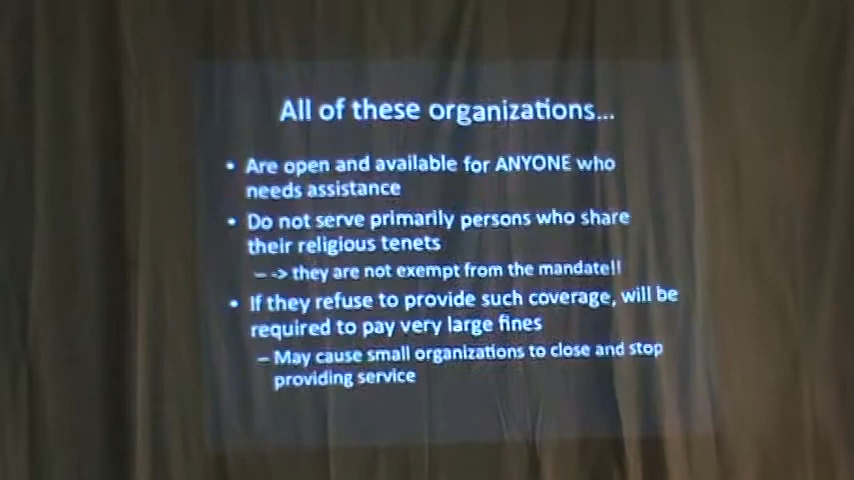 All of these organizations...
• Are open and available for ANYONE who
needs assistance
• Do not serve primarily persons who share
their religious tenets
– -> they are not exempt from the mandate!!
• If they refuse to provide such coverage, will be
required to pay very large fines
– May cause small organizations to close and stop
providing service